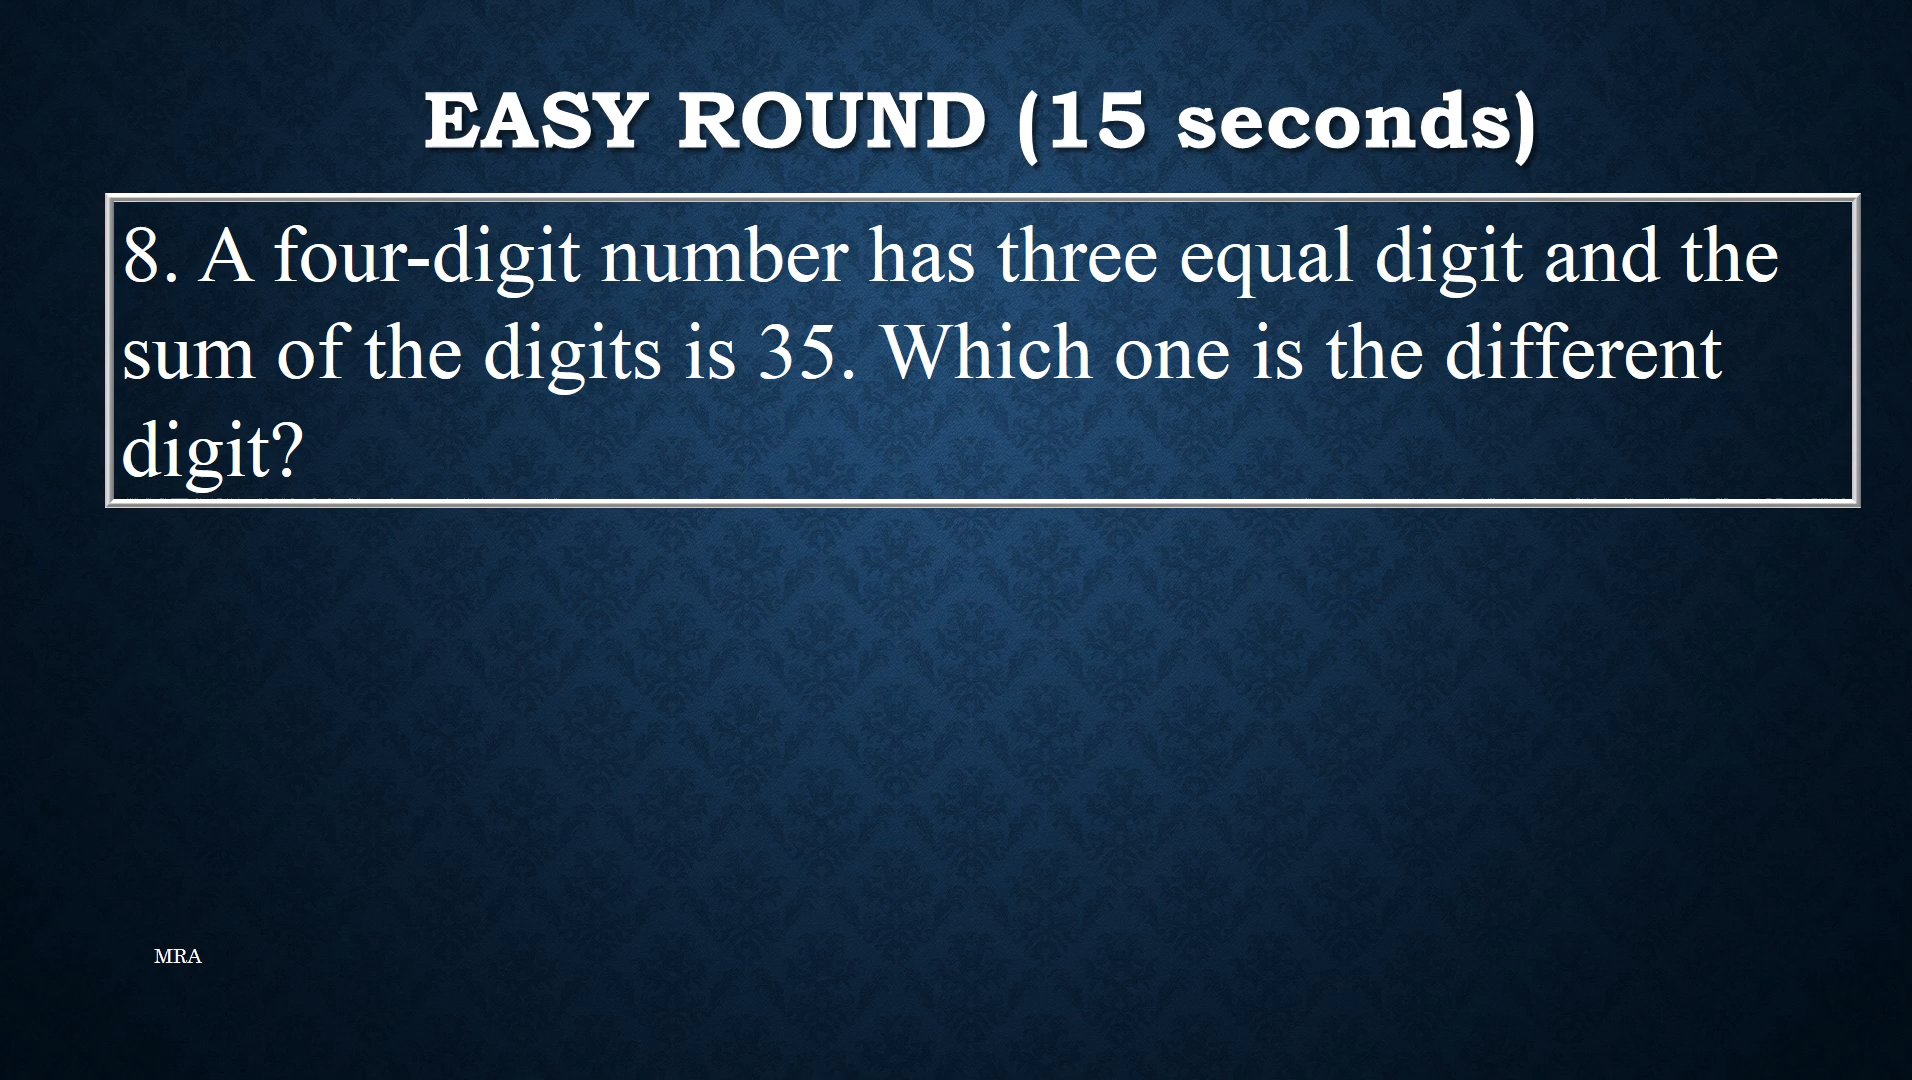 EASY ROUND (15 seconds)
8. A four-digit number has three equal digit and the
sum of the digits is 35. Which one is the different
digit?
MRA